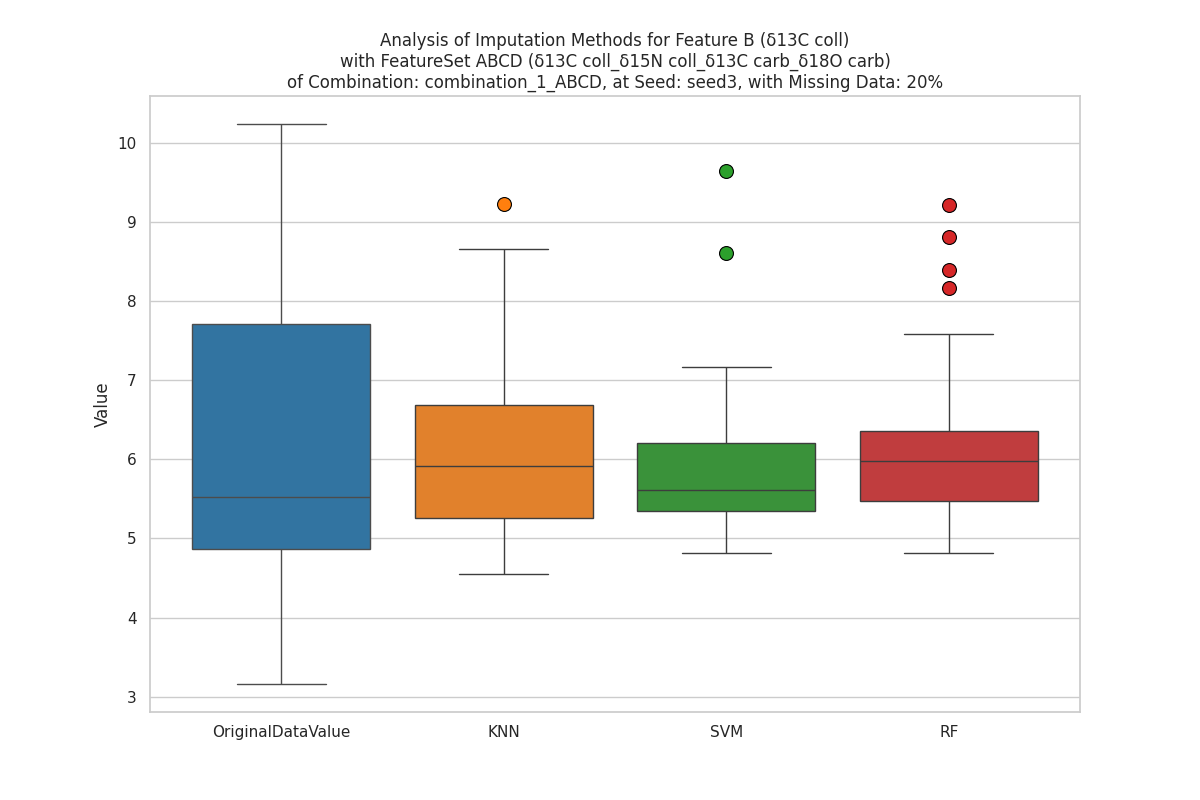 Analysis of Imputation Methods for Feature B (δ13C coll)
with FeatureSet ABCD (δ13C coll_δ15N coll_δ13C carb_δ18O carb)
of Combination: combination_1_ABCD, at Seed: seed3, with Missing Data: 20%
10
9
8
7
6
5
4
3
Value
OriginalDataValue
KNN
SVM
RF